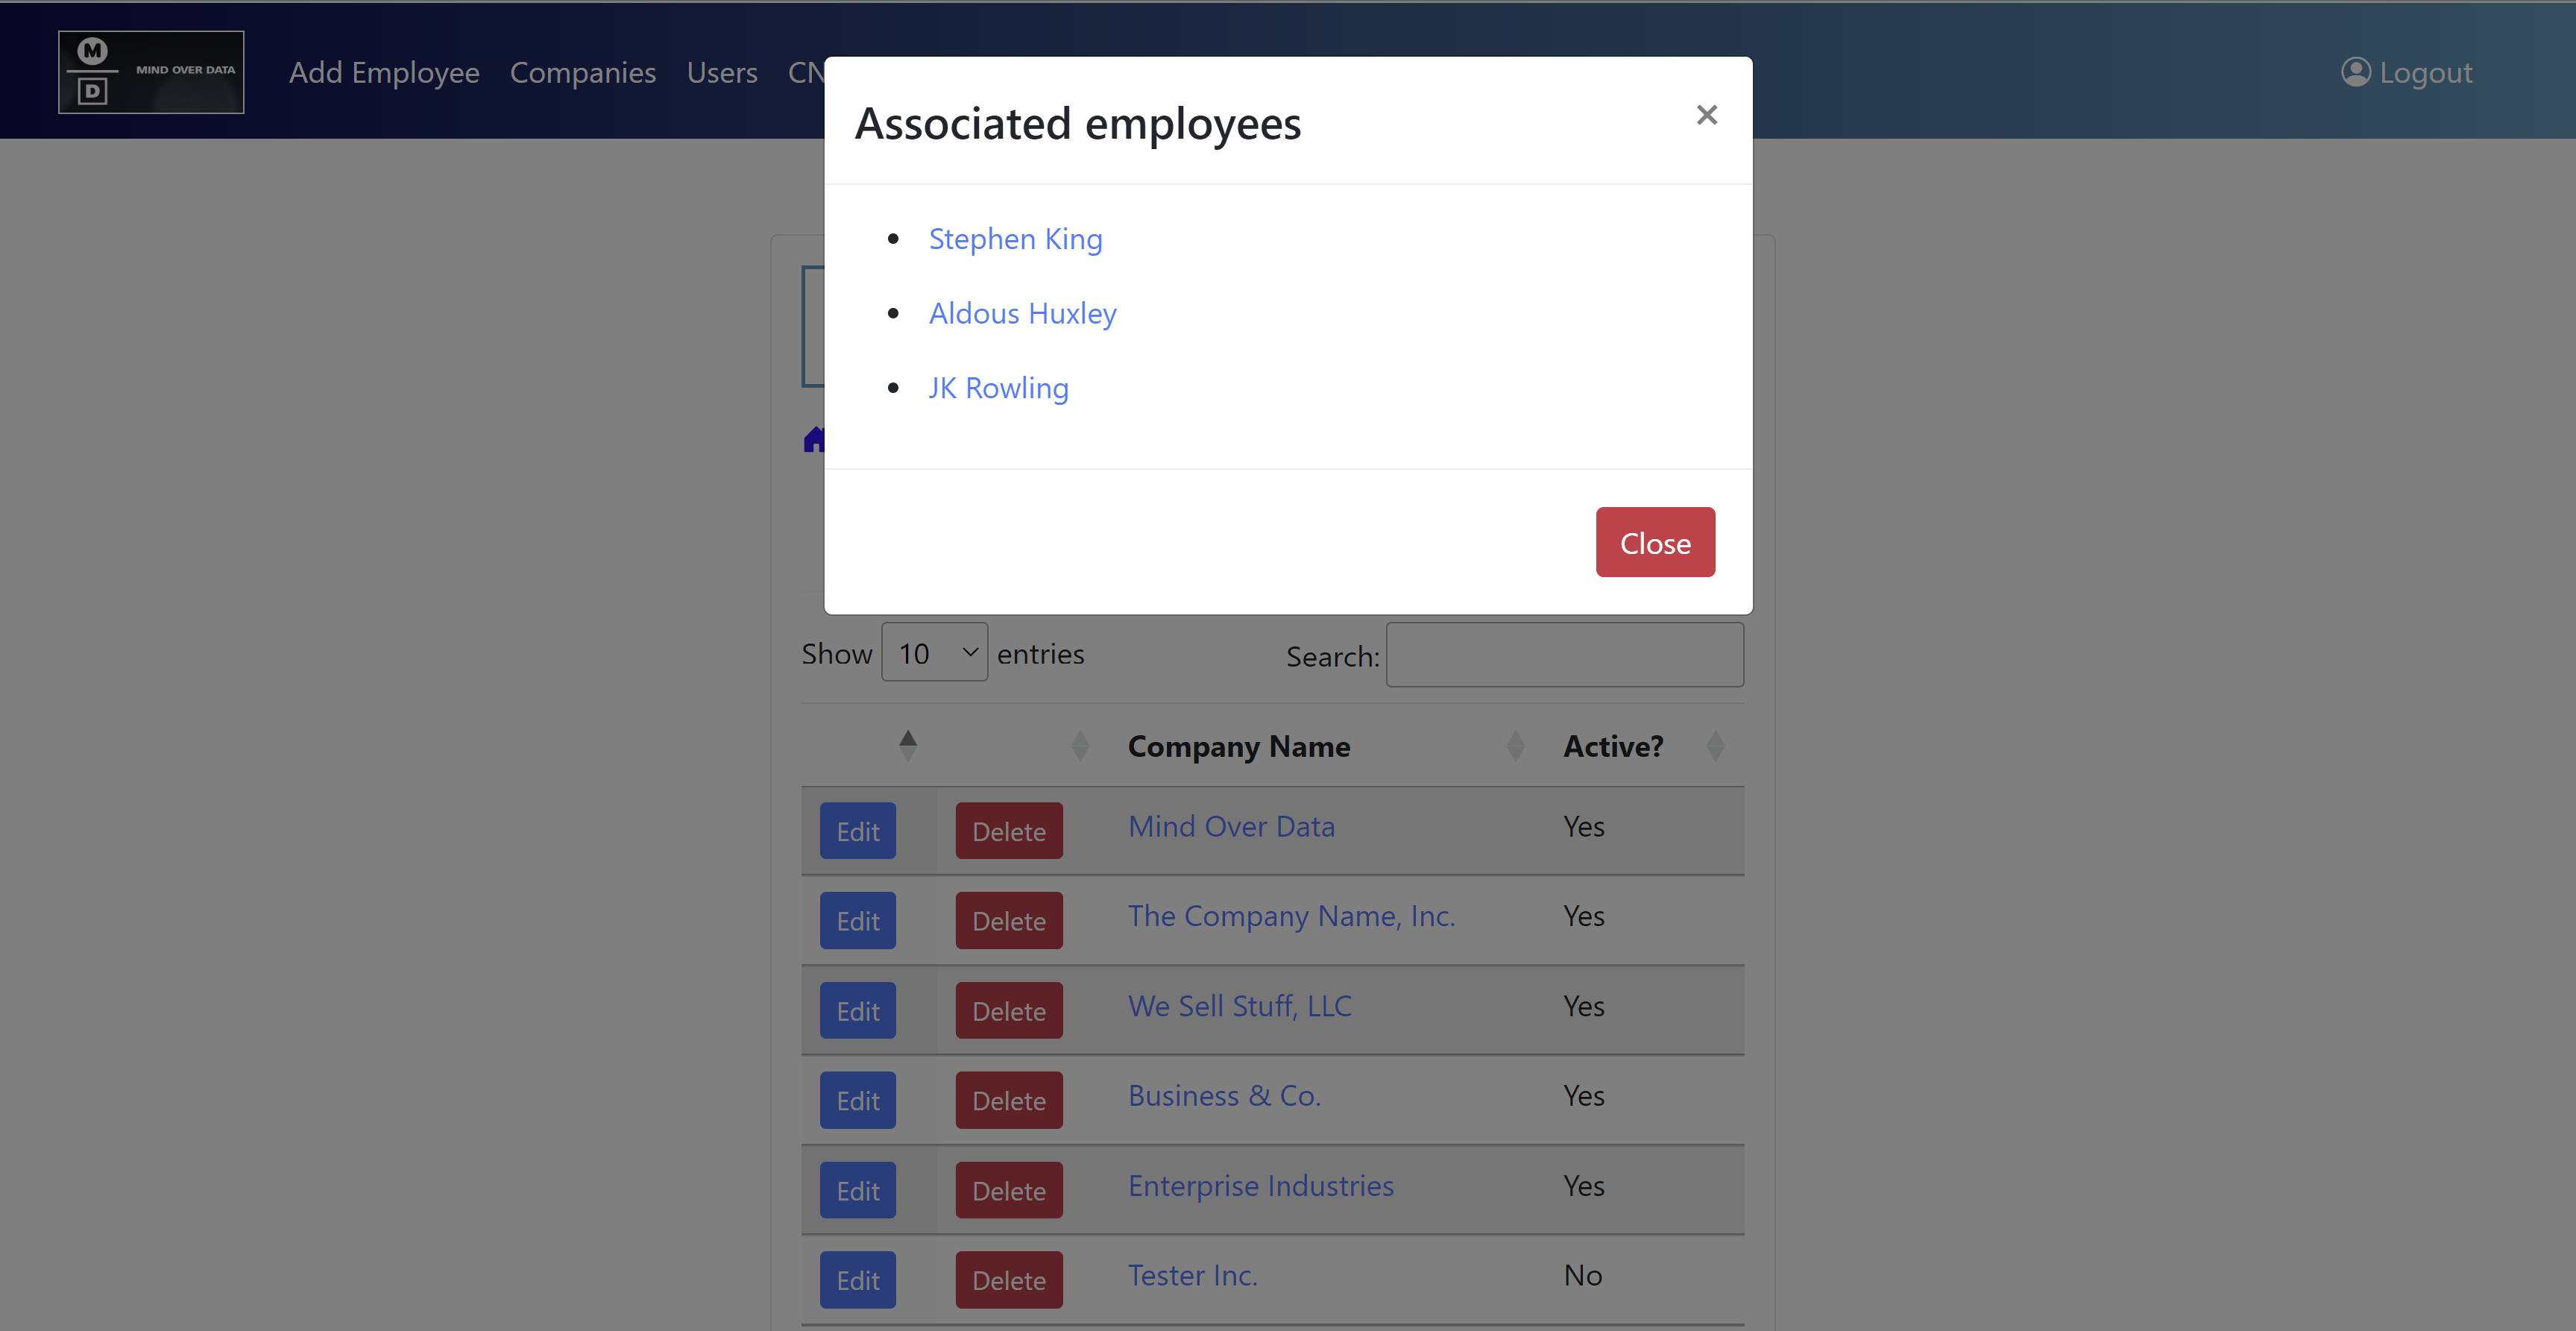 M
D
MIND OVER DATA
Add Employee Companies Users CN
Logout
Associated employees
Stephen King
Aldous Huxley
JK Rowling
Close
Show 10 entries Search:
Company Name Active?
Edit Delete Mind Over Data Yes
Edit Delete The Company Name, Inc. Yes
Edit Delete We Sell Stuff, LLC Yes
Edit Delete Business & Co. Yes
Edit Delete Enterprise Industries Yes
Edit Delete Tester Inc. No